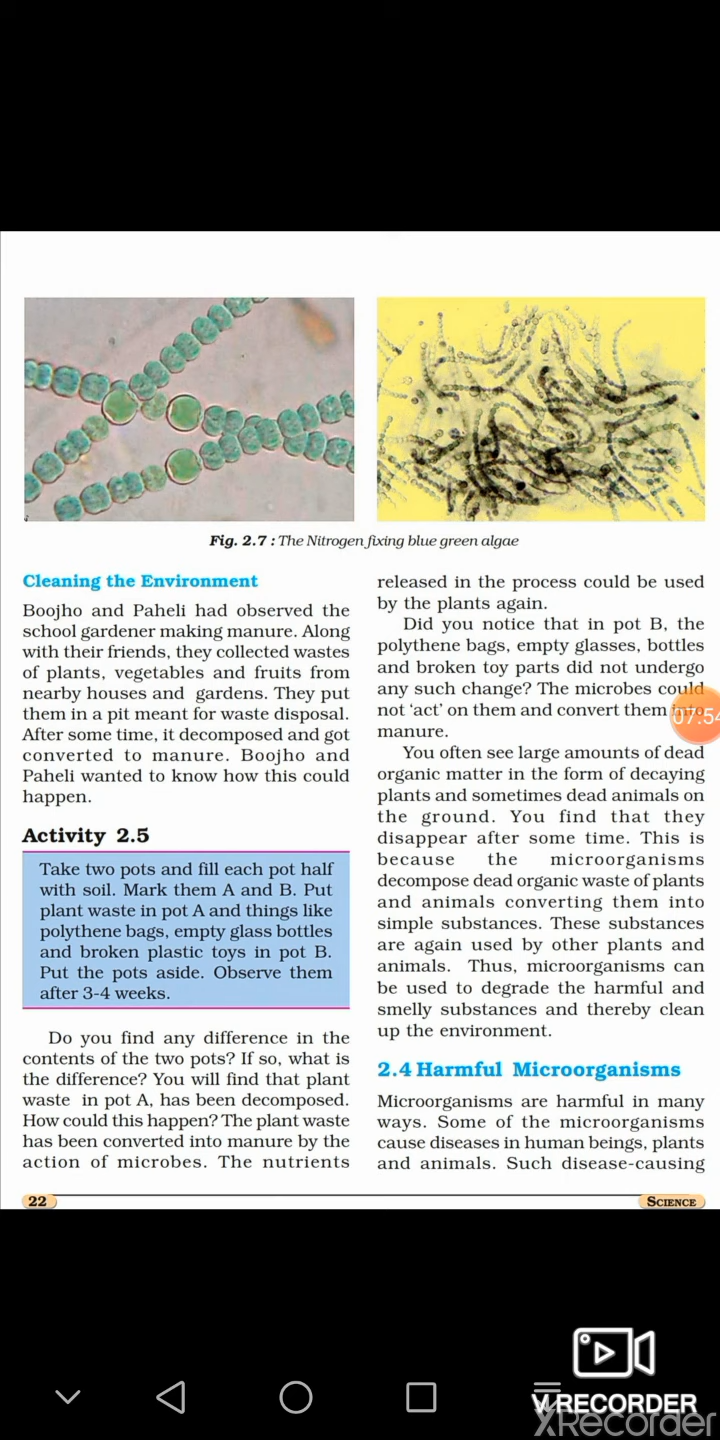 Fig. 2.7 : The Nitrogen fixing blue green algae
Cleaning the Environment
Boojho and Paheli had observed the
school gardener making manure. Along
with their friends, they collected wastes
of plants, vegetables and fruits from
nearby houses and gardens. They put
them in a pit meant for waste disposal.
After some time, it decomposed and got
converted to manure. Boojho and
Paheli wanted to know how this could
happen.
Activity 2.5
Take two pots and fill each pot half
with soil. Mark them A and B. Put
plant waste in pot A and things like
polythene bags, empty glass bottles
and broken plastic toys in pot B.
Put the pots aside. Observe them
after 3-4 weeks.
Do you find any difference in the
contents of the two pots? If so, what is
the difference? You will find that plant
waste in pot A, has been decomposed.
How could this happen? The plant waste
has been converted into manure by the
action of microbes. The nutrients
released in the process could be used
by the plants again.
Did you notice that in pot B, the
polythene bags, empty glasses, bottles
and broken toy parts did not undergo
any such change? The microbes could
not ‘act’ on them and convert them into
manure.
You often see large amounts of dead
organic matter in the form of decaying
plants and sometimes dead animals on
the ground. You find that they
disappear after some time. This is
because the microorganisms
decompose dead organic waste of plants
and animals converting them into
simple substances. These substances
are again used by other plants and
animals. Thus, microorganisms can
be used to degrade the harmful and
smelly substances and thereby clean
up the environment.
2.4 Harmful Microorganisms
Microorganisms are harmful in many
ways. Some of the microorganisms
cause diseases in human beings, plants
and animals. Such disease-causing
07:54
22
SCIENCE
V RECORDER
XRecorder